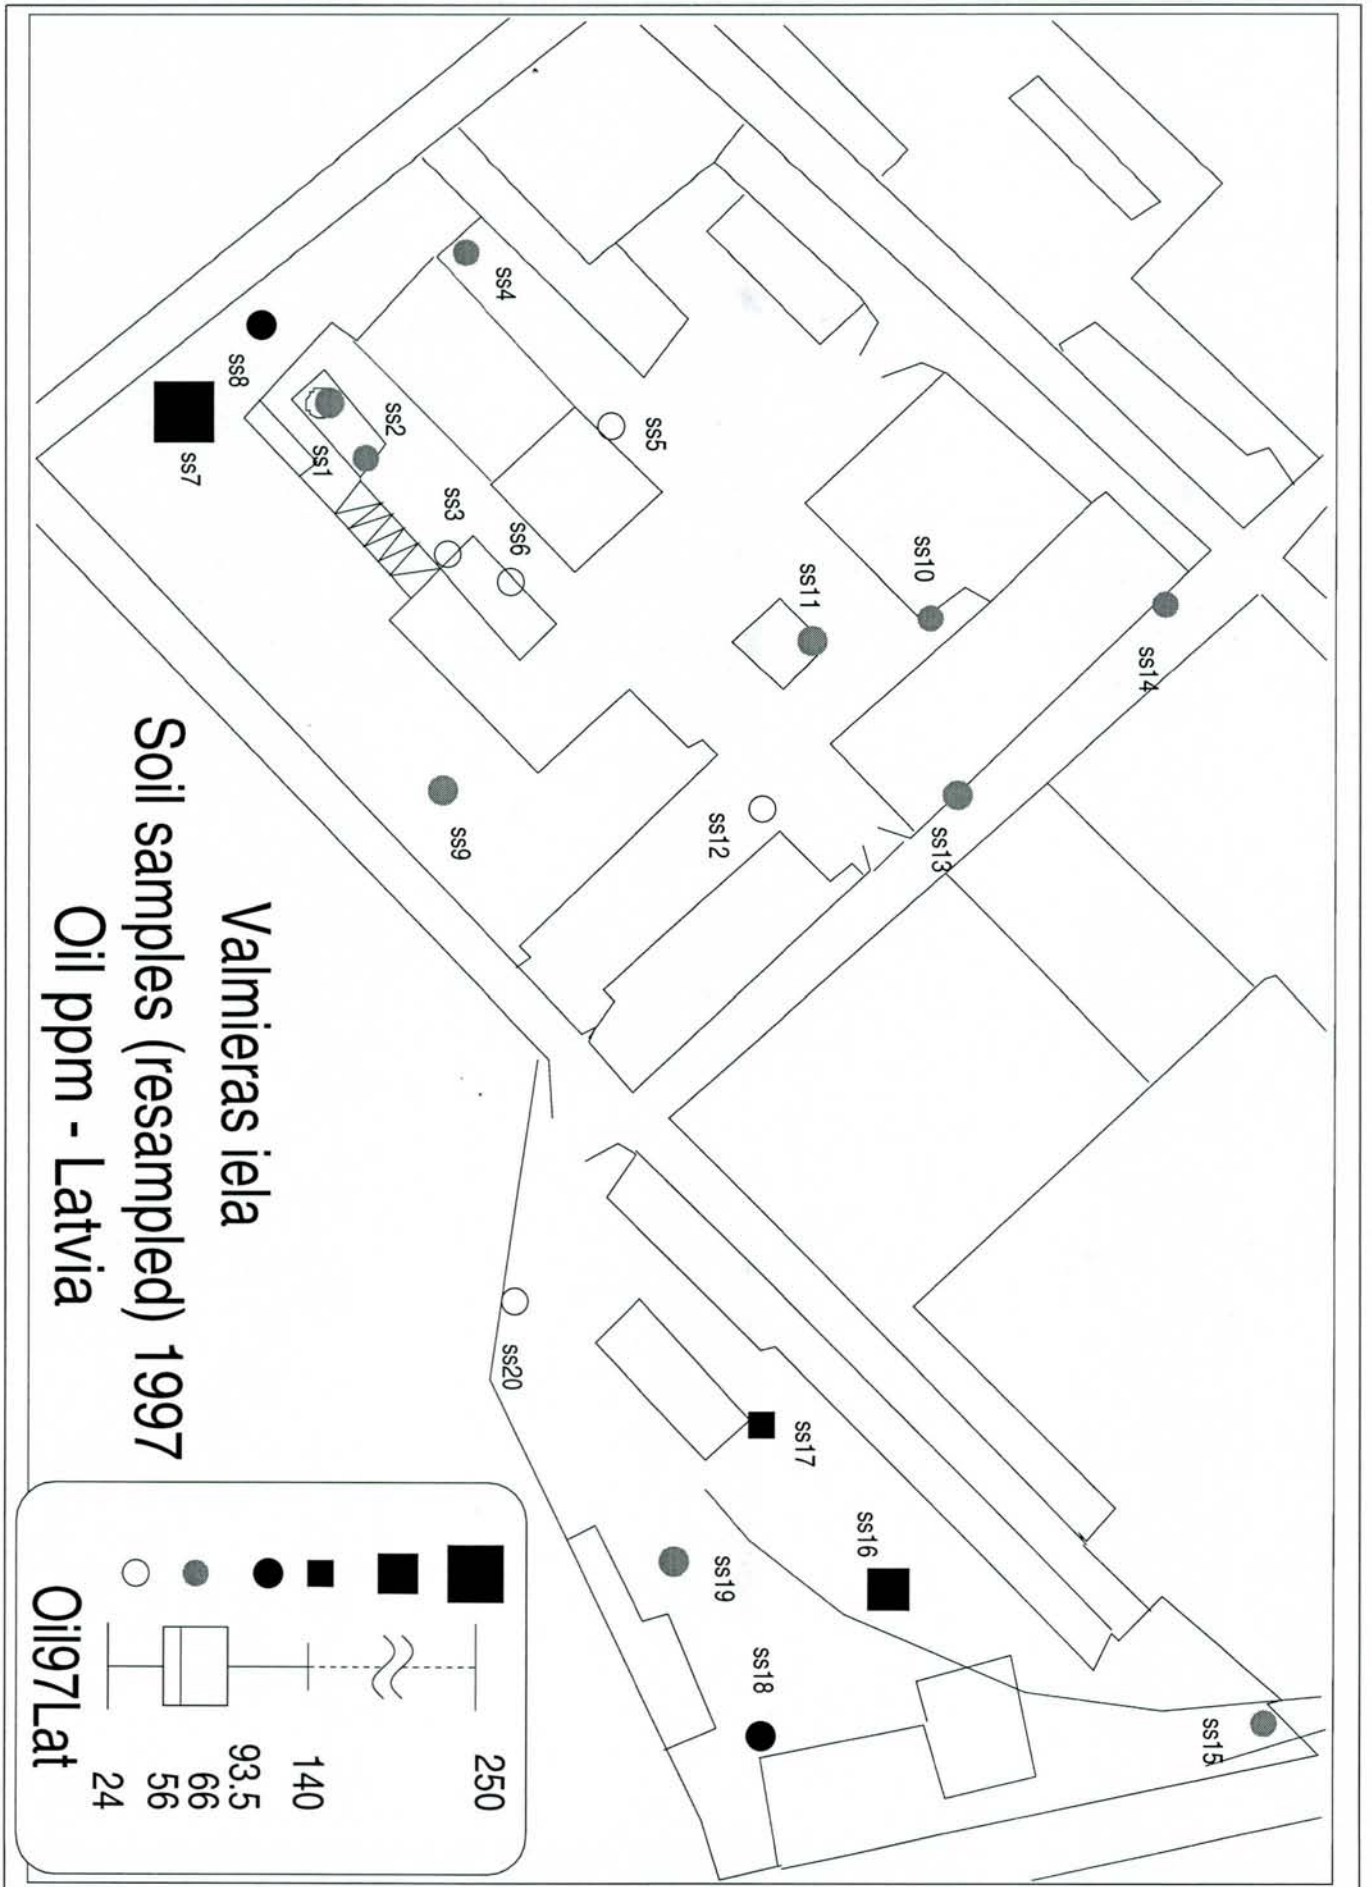 ss4
ss8
ss7
ss2
ss1
ss5
ss3
ss6
ss10
ss11
ss14
ss9
ss12
ss13
ss20
ss17
ss16
ss19
ss18
ss15
Valmieras iela
Soil samples (resampled) 1997
Oil ppm - Latvia
250
140
93.5
66
56
24
Oil97Lat